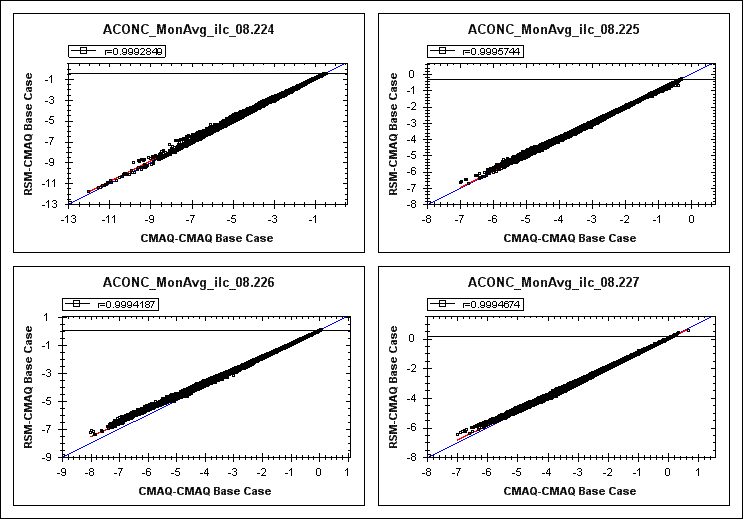 ACONC_MonAvg_ilc_08.224
r=0.9992849
RSM-CMAQ Base Case
-1
-3
-5
-7
-9
-11
-13
-13 -11 -9 -7 -5 -3 -1
CMAQ-CMAQ Base Case
ACONC_MonAvg_ilc_08.225
r=0.9995744
RSM-CMAQ Base Case
0
-1
-2
-3
-4
-5
-6
-7
-8
-8 -7 -6 -5 -4 -3 -2 -1 0
CMAQ-CMAQ Base Case
ACONC_MonAvg_ilc_08.226
r=0.9994187
RSM-CMAQ Base Case
1
-1
-3
-5
-7
-9
-9 -8 -7 -6 -5 -4 -3 -2 -1 0 1
CMAQ-CMAQ Base Case
ACONC_MonAvg_ilc_08.227
r=0.9994674
RSM-CMAQ Base Case
0
-2
-4
-6
-8
-8 -7 -6 -5 -4 -3 -2 -1 0 1
CMAQ-CMAQ Base Case